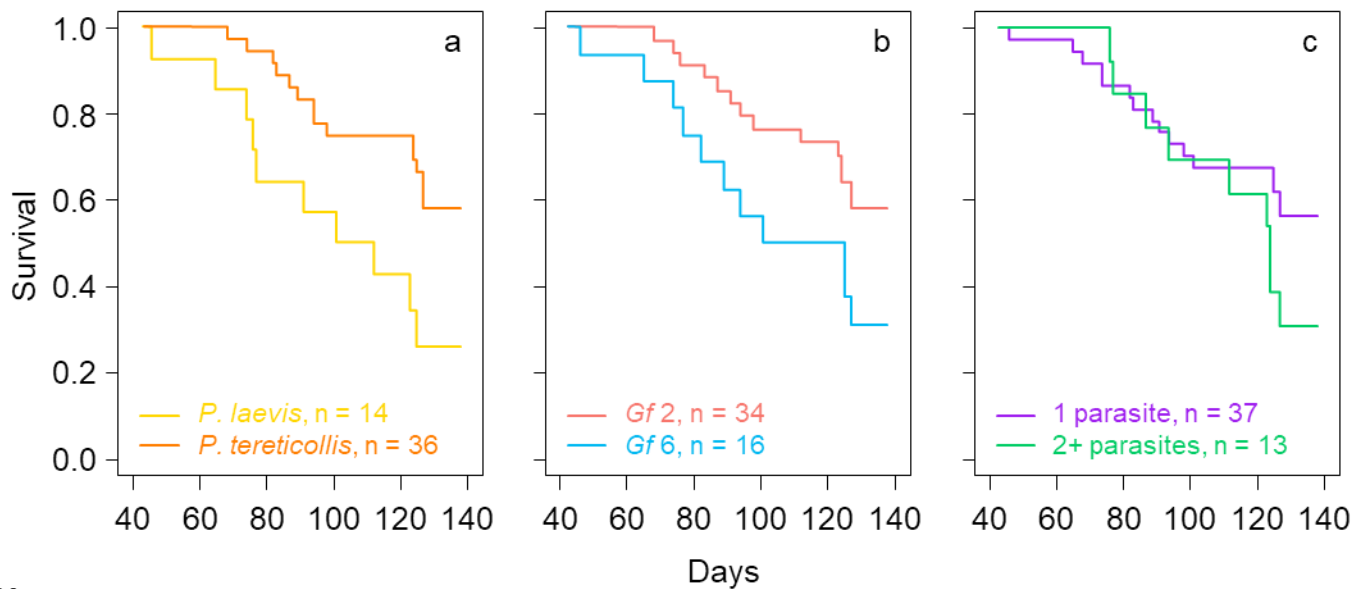 a
b
c
Survival
1.0
0.8
0.6
0.4
0.2
0.0
P. laevis, n = 14
P. tereticollis, n = 36
Gf 2, n = 34
Gf 6, n = 16
1 parasite, n = 37
2+ parasites, n = 13
40 60 80 100 120 140
40 60 80 100 120 140
40 60 80 100 120 140
Days